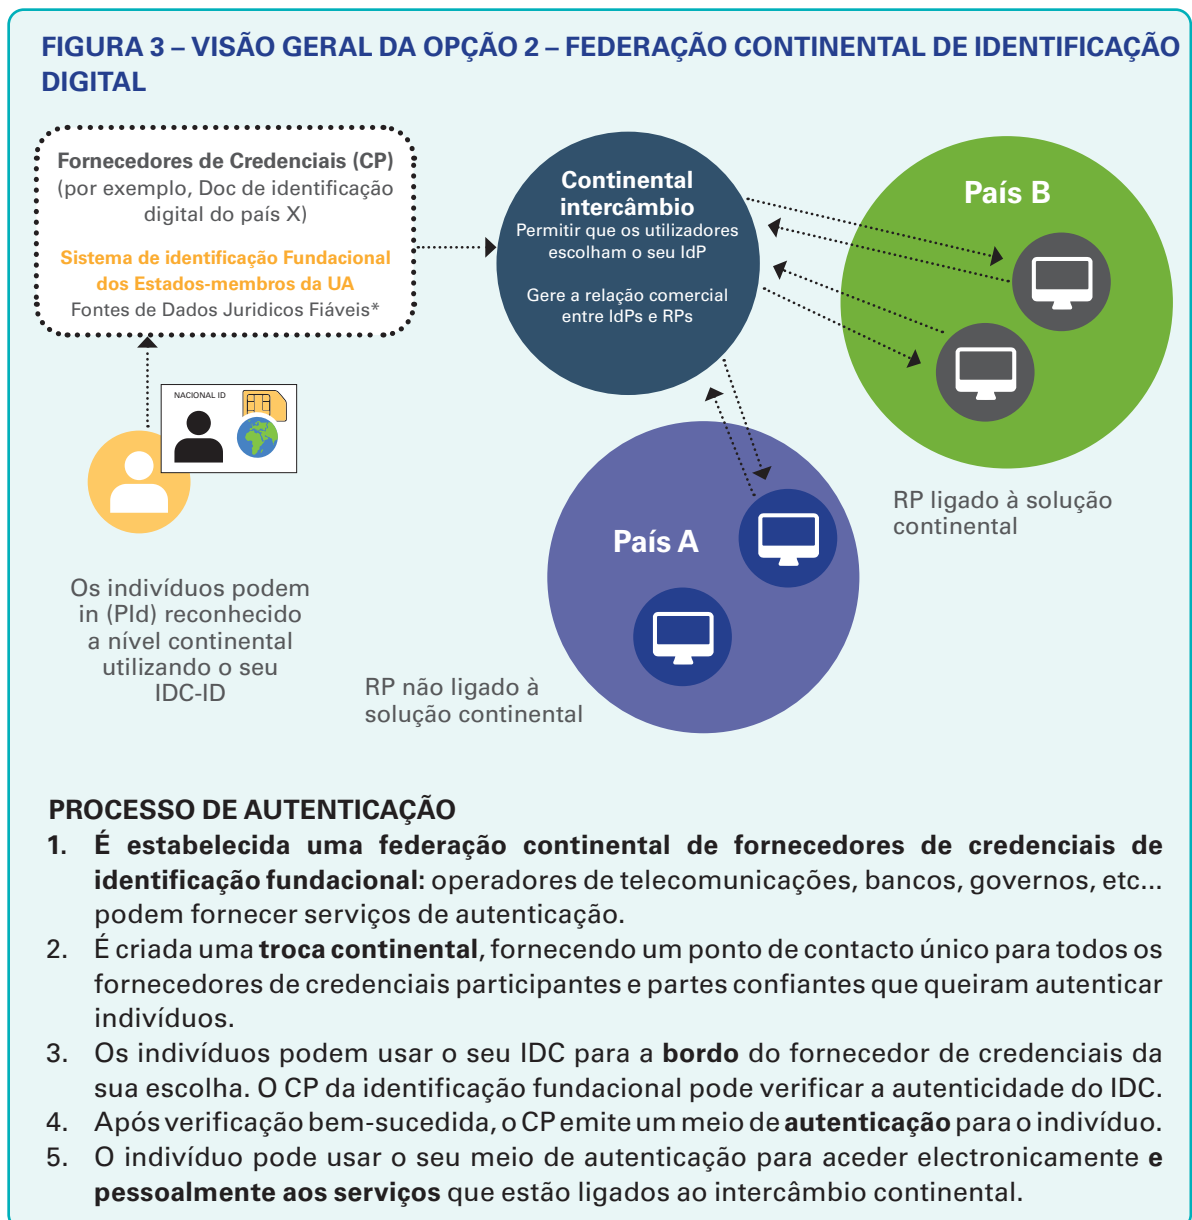 FIGURA 3 – VISÃO GERAL DA OPÇÃO 2 – FEDERAÇÃO CONTINENTAL DE IDENTIFICAÇÃO
DIGITAL
Fornecedores de Credenciais (CP)
(por exemplo, Doc de identificação
digital do país X)
Sistema de identificação Fundacional
dos Estados-membros da UA
Fontes de Dados Juridicos Fiáveis*
Continental
intercâmbio
Permitir que os utilizadores
escolham o seu IdP
Gere a relação comercial
entre IdPs e RPs
País B
NACIONAL ID
RP ligado à solução
continental
País A
Os indivíduos podem
in (PId) reconhecido
a nível continental
utilizando o seu
IDC-ID
RP não ligado à
solução continental
PROCESSO DE AUTENTICAÇÃO
1. É estabelecida uma federação continental de fornecedores de credenciais de
identificação fundacional: operadores de telecomunicações, bancos, governos, etc...
podem fornecer serviços de autenticação.
2. É criada uma troca continental, fornecendo um ponto de contacto único para todos os
fornecedores de credenciais participantes e partes confiantes que queiram autenticar
indivíduos.
3. Os indivíduos podem usar o seu IDC para a bordo do fornecedor de credenciais da
sua escolha. O CP da identificação fundacional pode verificar a autenticidade do IDC.
4. Após verificação bem-sucedida, o CP emite um meio de autenticação para o indivíduo.
5. O indivíduo pode usar o seu meio de autenticação para aceder electronicamente e
pessoalmente aos serviços que estão ligados ao intercâmbio continental.